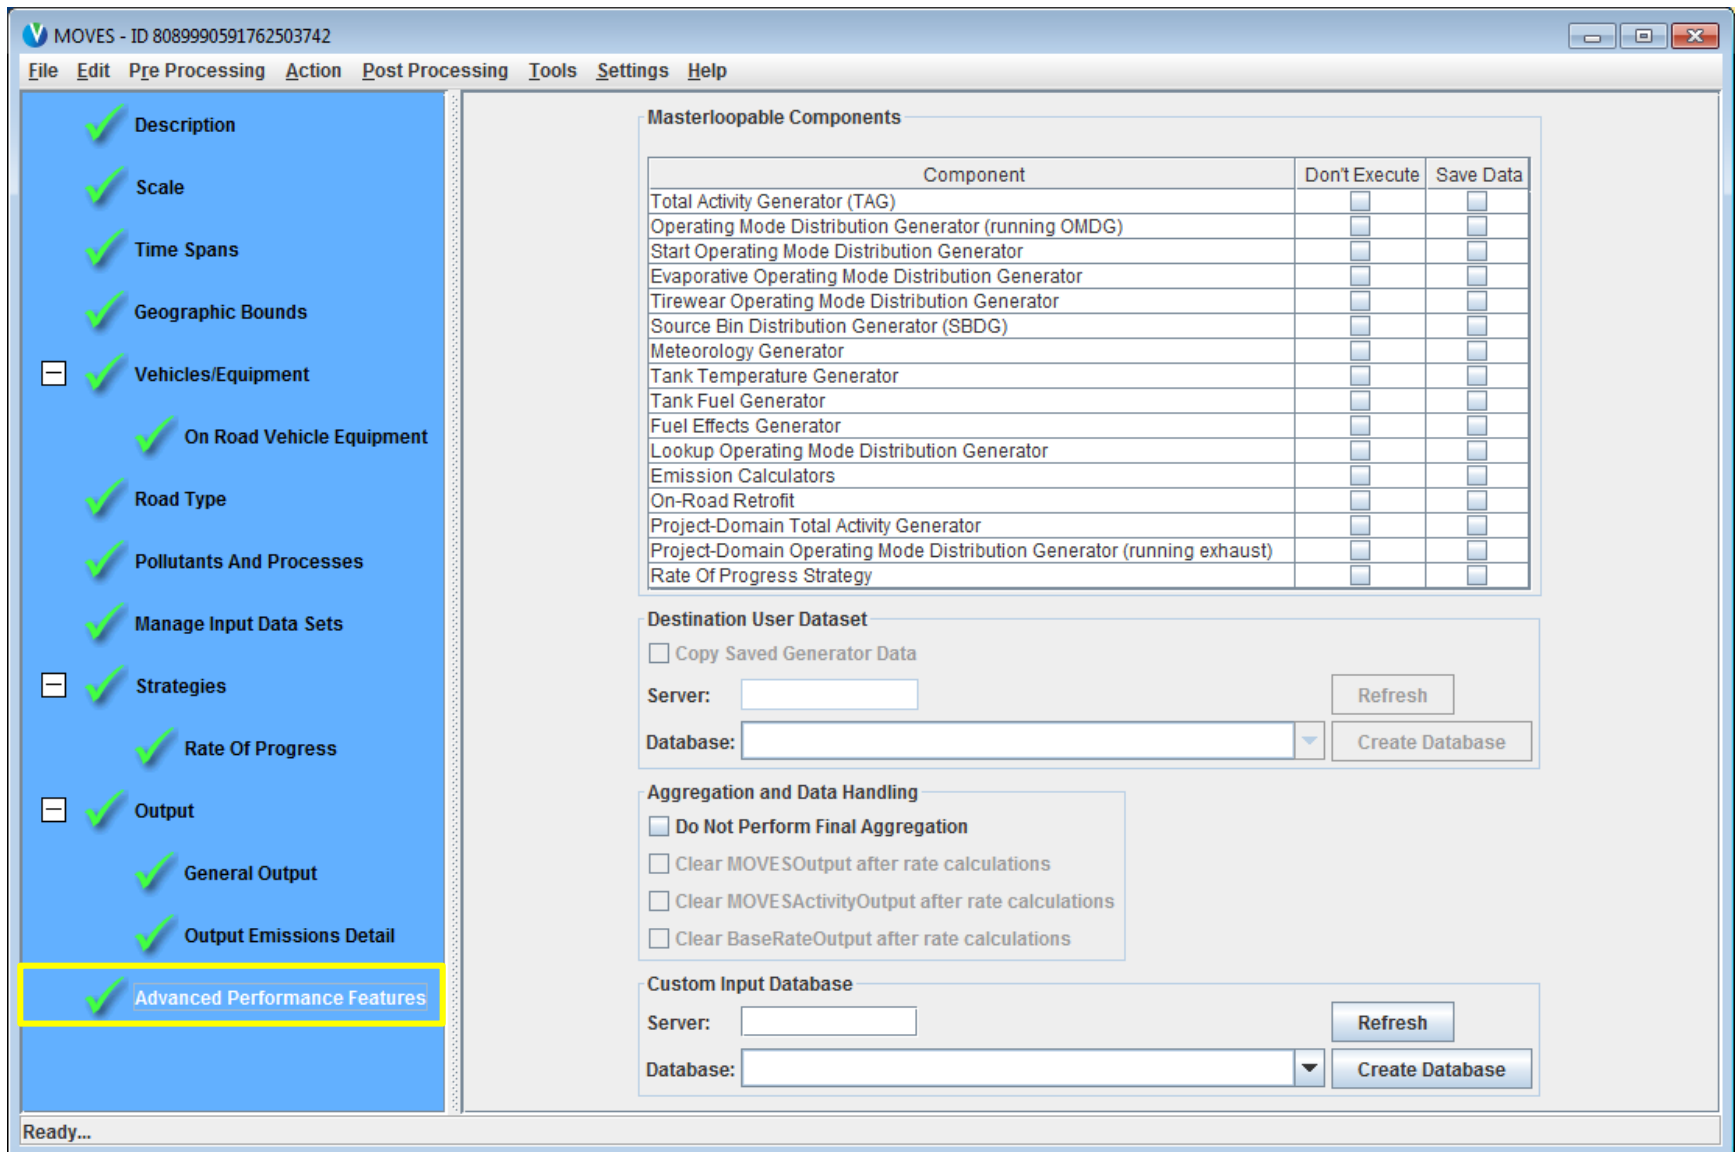 MOVES - ID 8089990591762503742
File Edit Pre Processing Action Post Processing Tools Settings Help
Description
Scale
Time Spans
Geographic Bounds
Vehicles/Equipment
On Road Vehicle Equipment
Road Type
Pollutants And Processes
Manage Input Data Sets
Strategies
Rate Of Progress
Output
General Output
Output Emissions Detail
Advanced Performance Features
Masterloopable Components
Component Don't Execute Save Data
Total Activity Generator (TAG)
Operating Mode Distribution Generator (running OMDG)
Start Operating Mode Distribution Generator
Evaporative Operating Mode Distribution Generator
Tirewear Operating Mode Distribution Generator
Source Bin Distribution Generator (SBDG)
Meteorology Generator
Tank Temperature Generator
Tank Fuel Generator
Fuel Effects Generator
Lookup Operating Mode Distribution Generator
Emission Calculators
On-Road Retrofit
Project-Domain Total Activity Generator
Project-Domain Operating Mode Distribution Generator (running exhaust)
Rate Of Progress Strategy
Destination User Dataset
Copy Saved Generator Data
Server: Refresh
Database: Create Database
Aggregation and Data Handling
Do Not Perform Final Aggregation
Clear MOVESOutput after rate calculations
Clear MOVESActivityOutput after rate calculations
Clear BaseRateOutput after rate calculations
Custom Input Database
Server: Refresh
Database: Create Database
Ready...